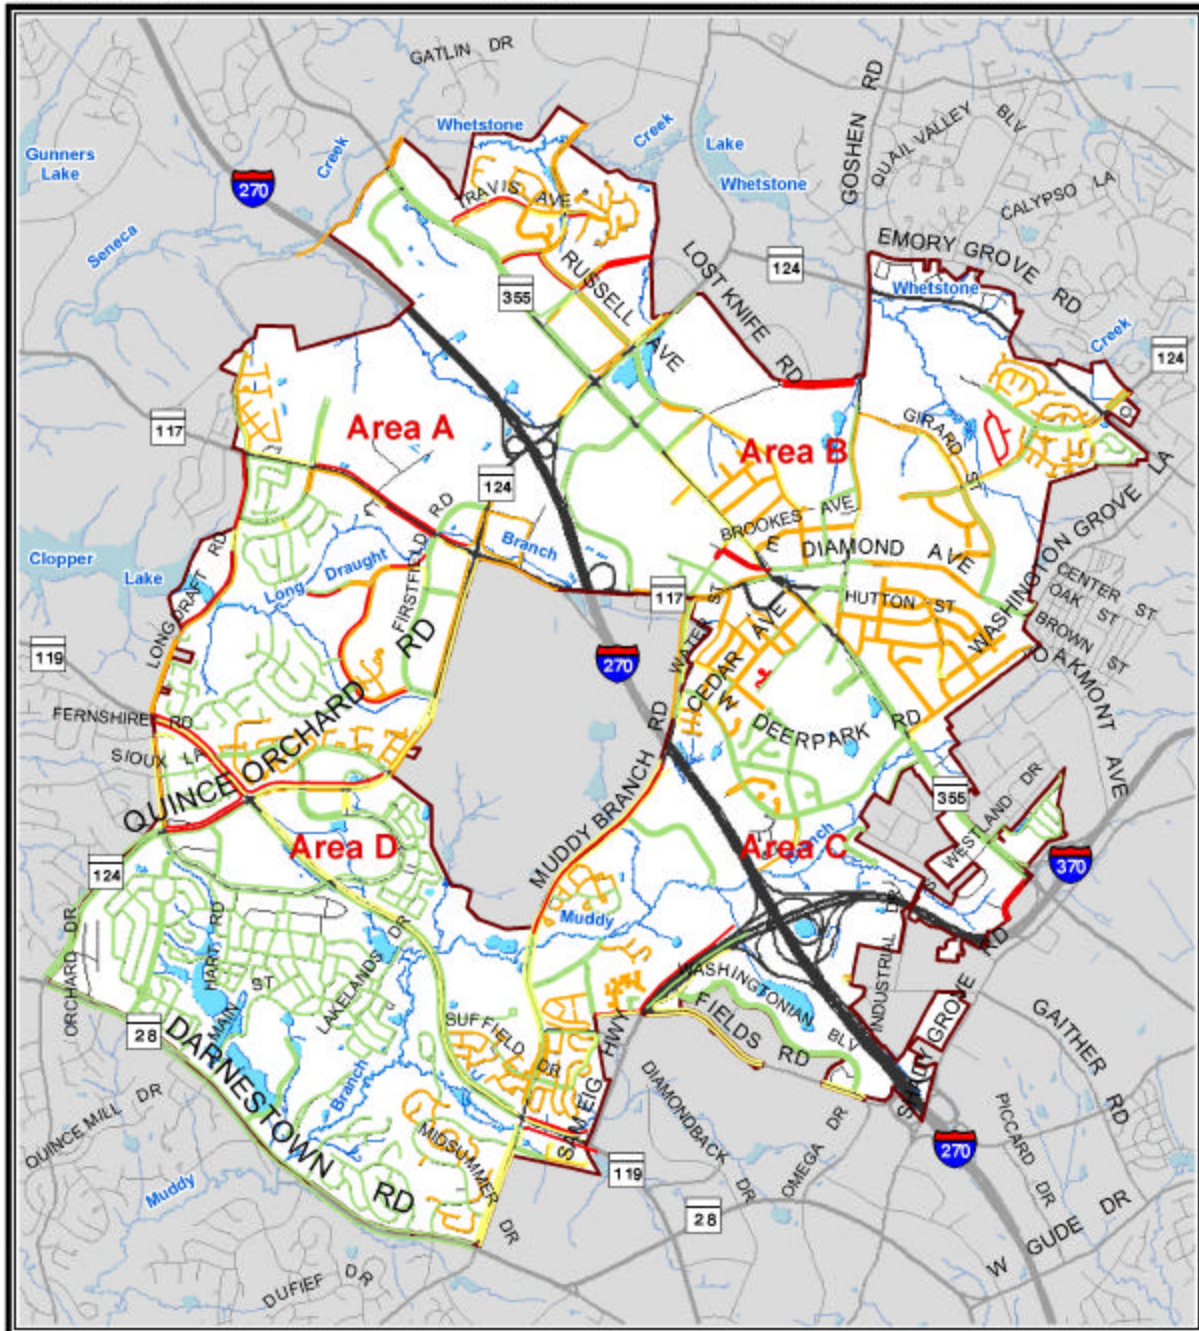 GATLIN DR
Whetstone
Creek
Lake
Whetstone
Gunners
Lake
Creek
270
GOSHEN RD
QUAIL VALLEY BLV
CALYPSO LA
TRAVIS AVE
Seneca
EMORY GROVE RD
LOST KNIFE RD
124
Whetstone
Creek
355
RUSSELL AVE
124
117
Area A
Area B
GIRARD ST
124
BROOKES AVE
E DIAMOND AVE
WASHINGTON GROVE LA
Clopper
Lake
LONG DRAFT RD
Long Draught
Branch
FIRSTFIELD RD
117
WATER ST
HUTTON ST
CENTER ST
OAK ST
BROWN ST
OAKMONT AVE
119
270
CEDAR AVE
W DEERPARK RD
FERNSHIRE RD
SIOUX LA
QUINCE ORCHARD RD
MUDDY BRANCH RD
355
WESTLAND DR
Area D
Area C
Branch
370
124
ORCHARD DR
HART RD
MAIN ST
LAKELANDS DR
Muddy
INDUSTRIAL DR
WASHINGTONIAN BLV
FIELDS RD
SHADY GROVE RD
GAITHER RD
28
DARNESTOWN RD
SUFFIELD DR
SAM EIG HWY
DIAMONDBACK DR
OMEGA DR
PICCARD DR
270
QUINCE MILL DR
Branch
MIDSUMMER DR
119
28
Muddy
W GUDE DR
DUFIEF DR